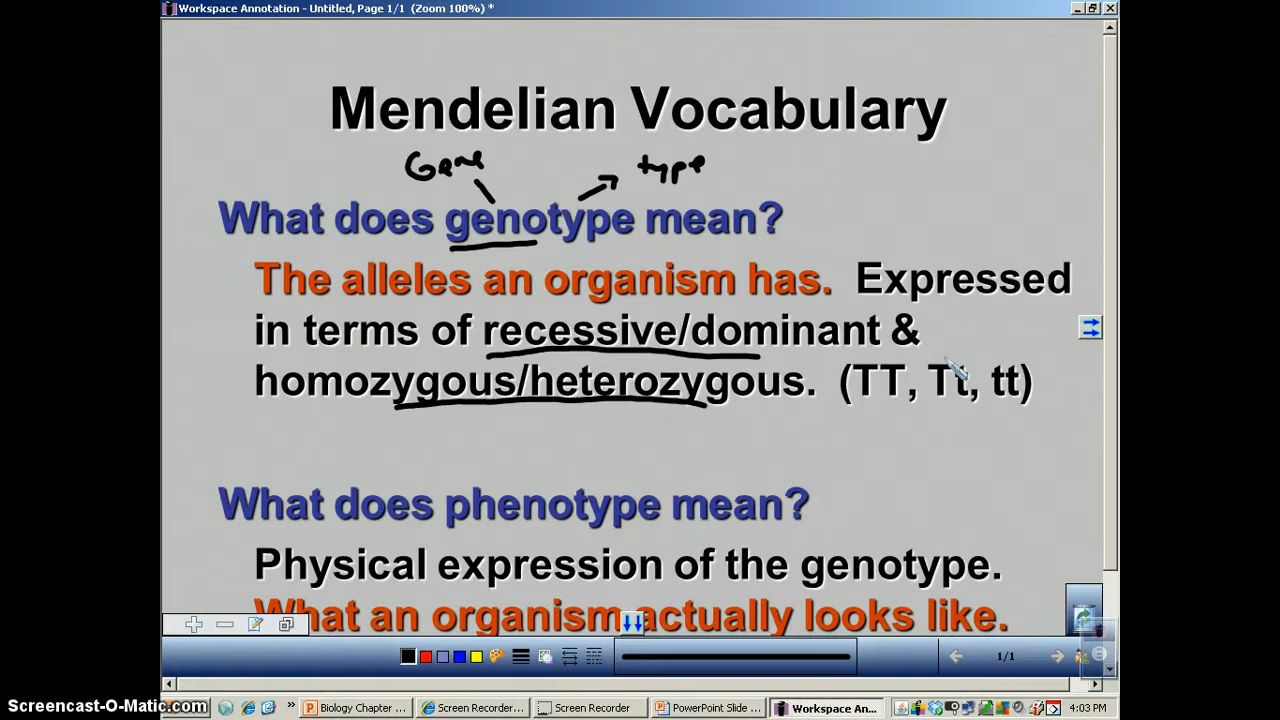 Workspace Annotation - Untitled, Page 1/1 (Zoom 100%) *
Mendelian Vocabulary
Gene type
What does genotype mean?
The alleles an organism has. Expressed
in terms of recessive/dominant &
homozygous/heterozygous. (TT, Tt, tt)
What does phenotype mean?
Physical expression of the genotype.
What an organism actually looks like.
1/1
Screencast-O-Matic.com
» Biology Chapter ... Screen Recorder... Screen Recorder PowerPoint Slide ... Workspace An... 4:03 PM